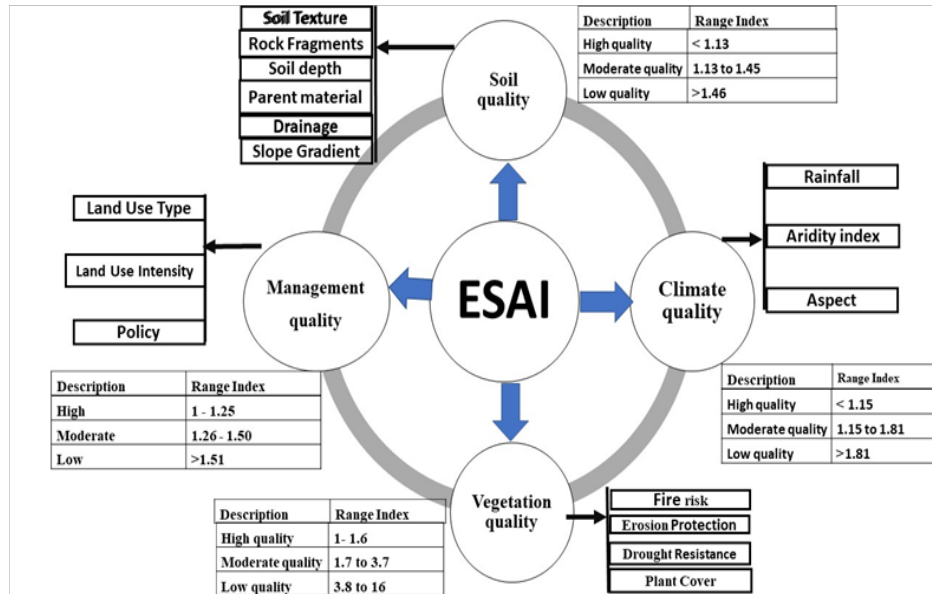 Soil Texture
Rock Fragments
Soil depth
Parent material
Drainage
Slope Gradient
Soil
quality
Description Range Index
High quality < 1.13
Moderate quality 1.13 to 1.45
Low quality >1.46
Land Use Type
Land Use Intensity
Policy
Management
quality
ESAI
Climate
quality
Rainfall
Aridity index
Aspect
Description Range Index
High 1 - 1.25
Moderate 1.26 - 1.50
Low >1.51
Description Range Index
High quality < 1.15
Moderate quality 1.15 to 1.81
Low quality >1.81
Description Range Index
High quality 1- 1.6
Moderate quality 1.7 to 3.7
Low quality 3.8 to 16
Vegetation
quality
Fire risk
Erosion Protection
Drought Resistance
Plant Cover